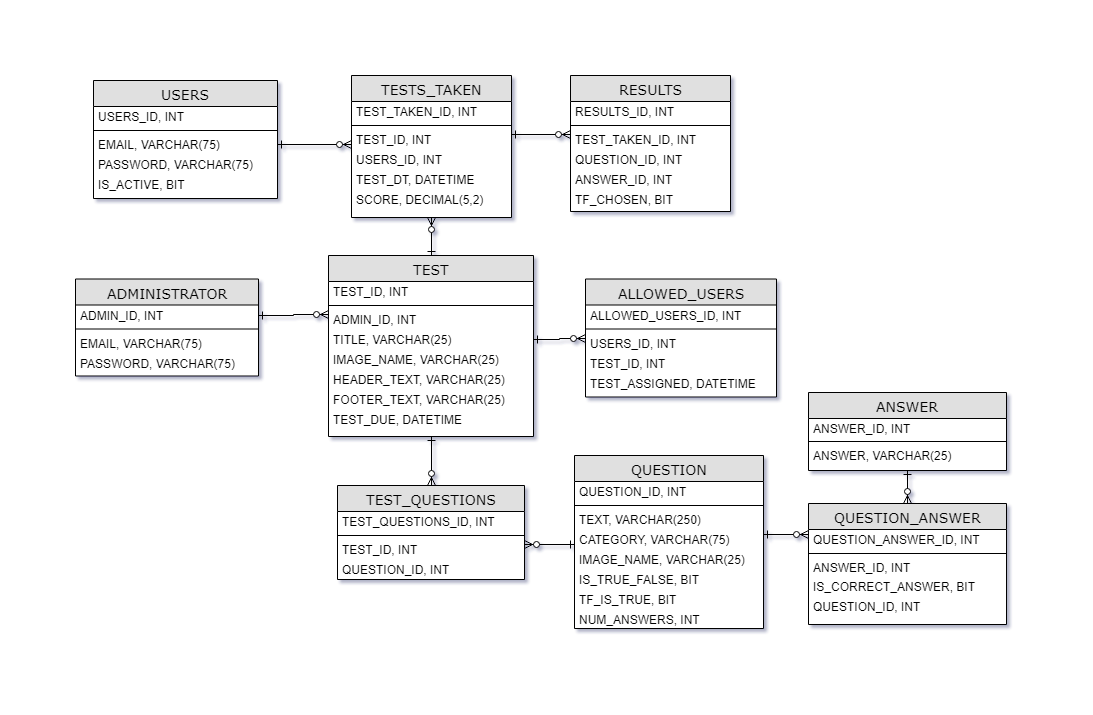 USERS
USERS_ID, INT
EMAIL, VARCHAR(75)
PASSWORD, VARCHAR(75)
IS_ACTIVE, BIT
TESTS_TAKEN
TEST_TAKEN_ID, INT
TEST_ID, INT
USERS_ID, INT
TEST_DT, DATETIME
SCORE, DECIMAL(5,2)
RESULTS
RESULTS_ID, INT
TEST_TAKEN_ID, INT
QUESTION_ID, INT
ANSWER_ID, INT
TF_CHOSEN, BIT
ADMINISTRATOR
ADMIN_ID, INT
EMAIL, VARCHAR(75)
PASSWORD, VARCHAR(75)
TEST
TEST_ID, INT
ADMIN_ID, INT
TITLE, VARCHAR(25)
IMAGE_NAME, VARCHAR(25)
HEADER_TEXT, VARCHAR(25)
FOOTER_TEXT, VARCHAR(25)
TEST_DUE, DATETIME
ALLOWED_USERS
ALLOWED_USERS_ID, INT
USERS_ID, INT
TEST_ID, INT
TEST_ASSIGNED, DATETIME
TEST_QUESTIONS
TEST_QUESTIONS_ID, INT
TEST_ID, INT
QUESTION_ID, INT
QUESTION
QUESTION_ID, INT
TEXT, VARCHAR(250)
CATEGORY, VARCHAR(75)
IMAGE_NAME, VARCHAR(25)
IS_TRUE_FALSE, BIT
TF_IS_TRUE, BIT
NUM_ANSWERS, INT
ANSWER
ANSWER_ID, INT
ANSWER, VARCHAR(25)
QUESTION_ANSWER
QUESTION_ANSWER_ID, INT
ANSWER_ID, INT
IS_CORRECT_ANSWER, BIT
QUESTION_ID, INT